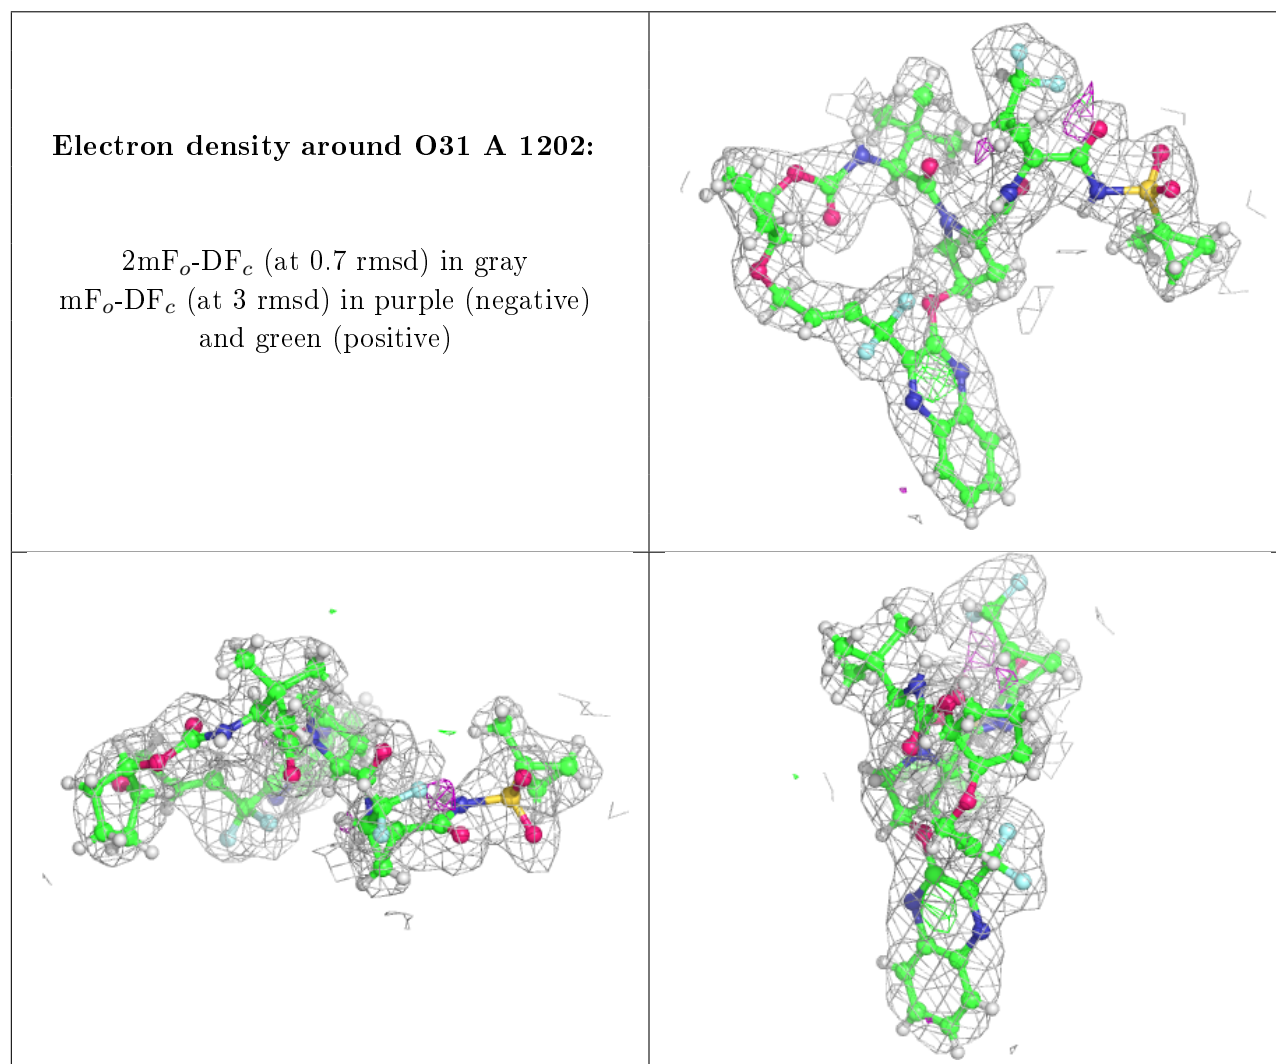 Electron density around O31 A 1202:
2mFₒ-DF𝒸 (at 0.7 rmsd) in gray
mFₒ-DF𝒸 (at 3 rmsd) in purple (negative)
and green (positive)